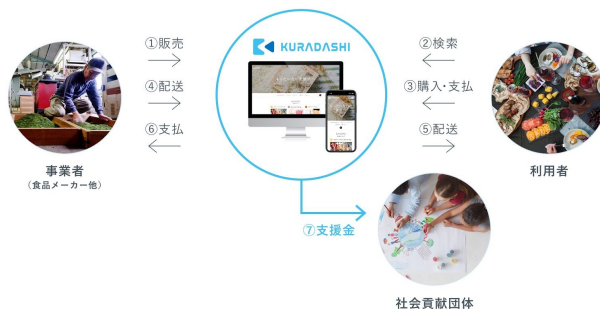 KURADASHI
①販売
④配送
⑥支払
②検索
③購入・支払
⑤配送
事業者
(食品メーカー他)
利用者
⑦支援金
社会貢献団体